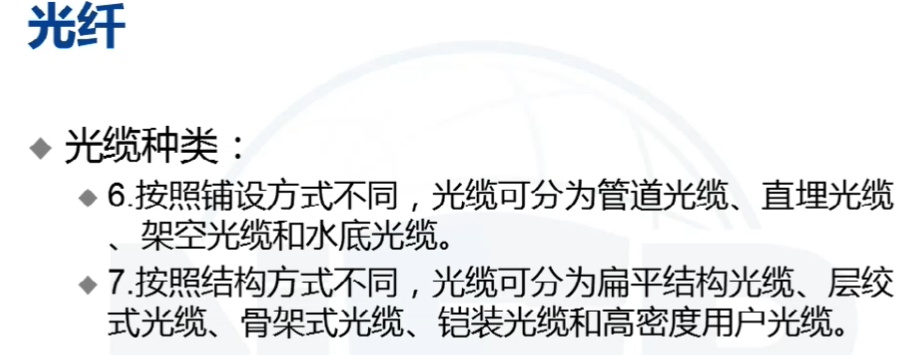 光纤
光缆种类：
6.按照铺设方式不同，光缆可分为管道光缆、直埋光缆
、架空光缆和水底光缆。
7.按照结构方式不同，光缆可分为扁平结构光缆、层绞
式光缆、骨架式光缆、铠装光缆和高密度用户光缆。